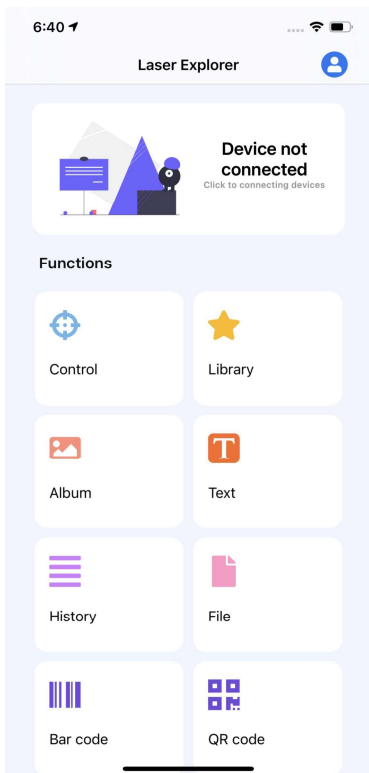 6:40
Laser Explorer
Device not
connected
Click to connecting devices
Functions
Control
Library
Album
Text
History
File
Bar code
QR code